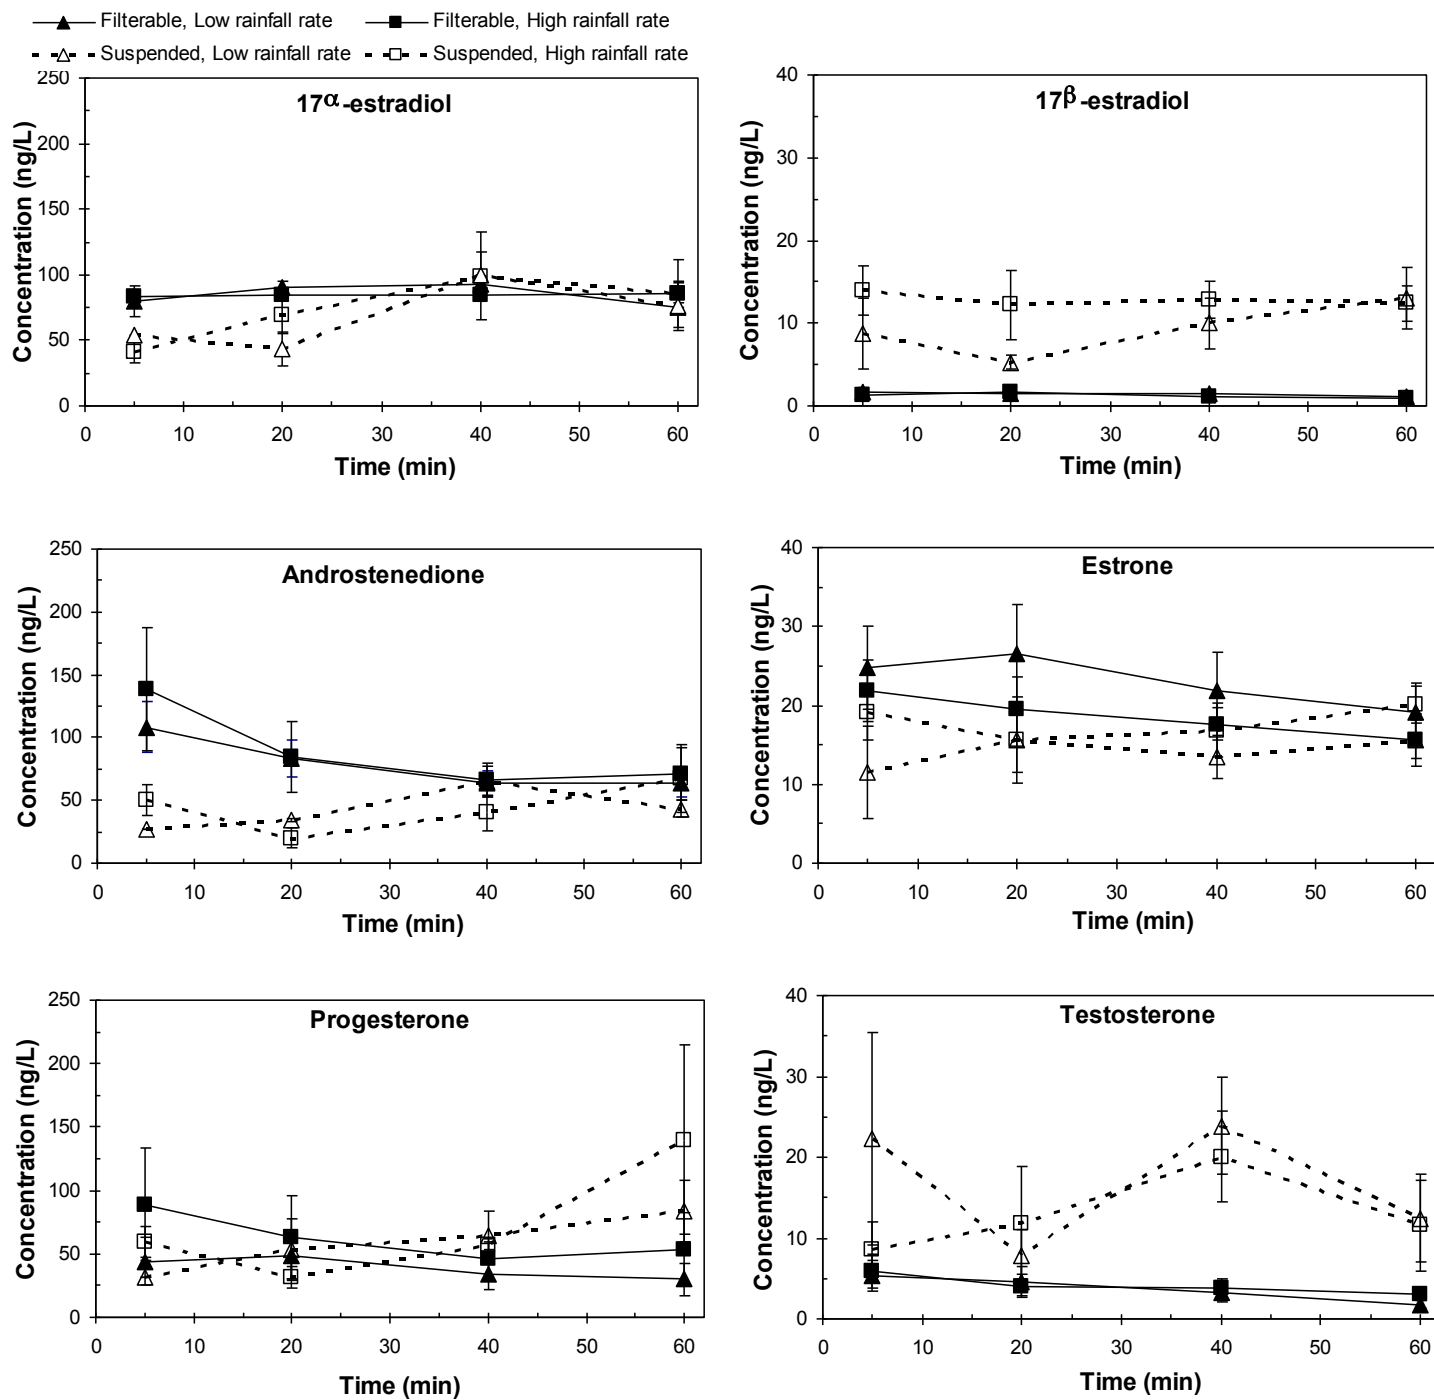 Filterable, Low rainfall rate Filterable, High rainfall rate
Suspended, Low rainfall rate Suspended, High rainfall rate
17α-estradiol
Concentration (ng/L)
250
200
150
100
50
0
0 10 20 30 40 50 60
Time (min)
17β-estradiol
Concentration (ng/L)
40
30
20
10
0
0 10 20 30 40 50 60
Time (min)
Androstenedione
Concentration (ng/L)
250
200
150
100
50
0
0 10 20 30 40 50 60
Time (min)
Estrone
Concentration (ng/L)
40
30
20
10
0
0 10 20 30 40 50 60
Time (min)
Progesterone
Concentration (ng/L)
250
200
150
100
50
0
0 10 20 30 40 50 60
Time (min)
Testosterone
Concentration (ng/L)
40
30
20
10
0
0 10 20 30 40 50 60
Time (min)